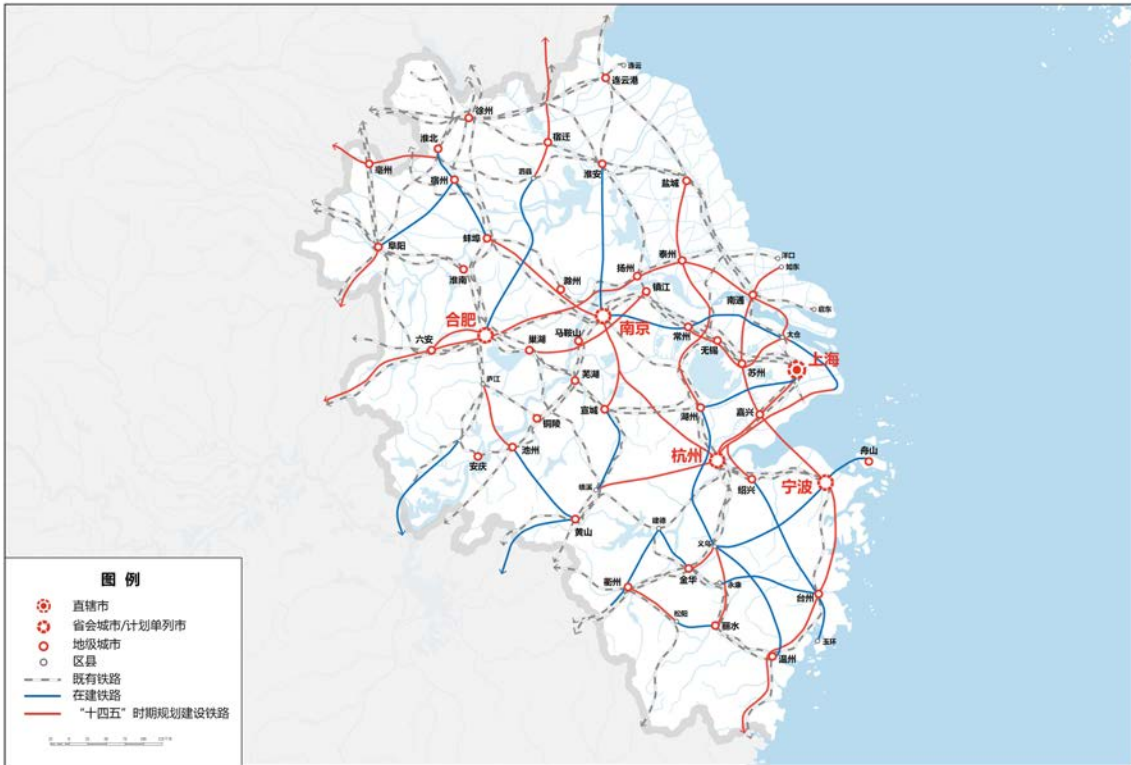 连云
连云港
徐州
宿迁
淮北
亳州
宿州
泗县
淮安
盐城
阜阳
蚌埠
淮南
滁州
扬州
泰州
洋口
如东
镇江
南通
启东
合肥
南京
六安
巢湖
马鞍山
常州
无锡
太仓
苏州
上海
庐江
芜湖
宣城
湖州
嘉兴
铜陵
池州
安庆
杭州
舟山
绍兴
宁波
绩溪
黄山
建德
义乌
衢州
金华
永康
台州
松阳
丽水
玉环
温州
图 例
直辖市
省会城市/计划单列市
地级城市
区县
既有铁路
在建铁路
“十四五”时期规划建设铁路